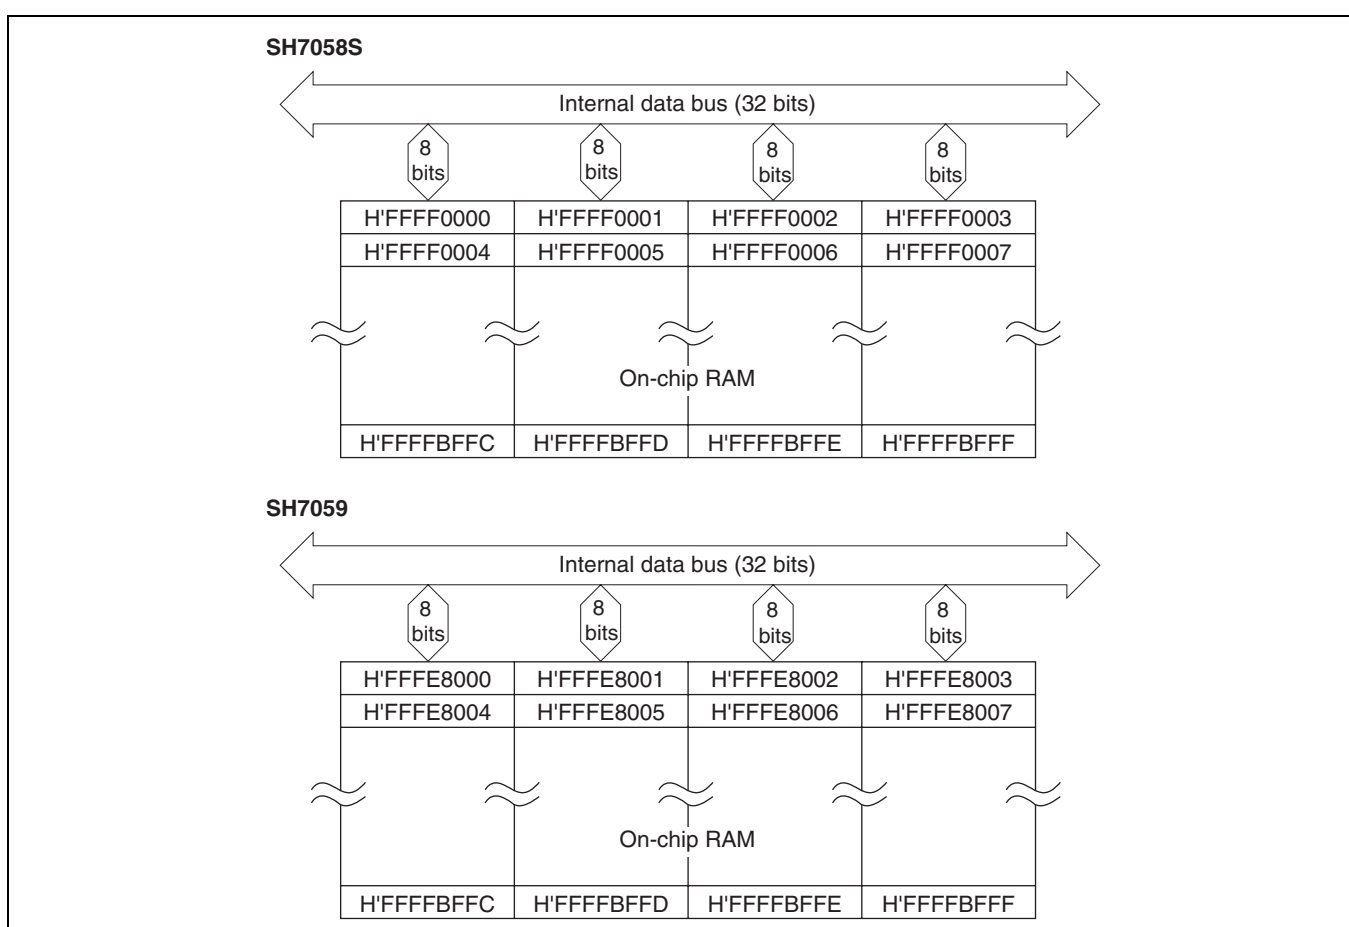 SH7058S
Internal data bus (32 bits)
8 bits 8 bits 8 bits 8 bits
H'FFFF0000 H'FFFF0001 H'FFFF0002 H'FFFF0003
H'FFFF0004 H'FFFF0005 H'FFFF0006 H'FFFF0007
On-chip RAM
H'FFFFBFFC H'FFFFBFFD H'FFFFBFFE H'FFFFBFFF
SH7059
Internal data bus (32 bits)
8 bits 8 bits 8 bits 8 bits
H'FFFE8000 H'FFFE8001 H'FFFE8002 H'FFFE8003
H'FFFE8004 H'FFFE8005 H'FFFE8006 H'FFFE8007
On-chip RAM
H'FFFFBFFC H'FFFFBFFD H'FFFFBFFE H'FFFFBFFF